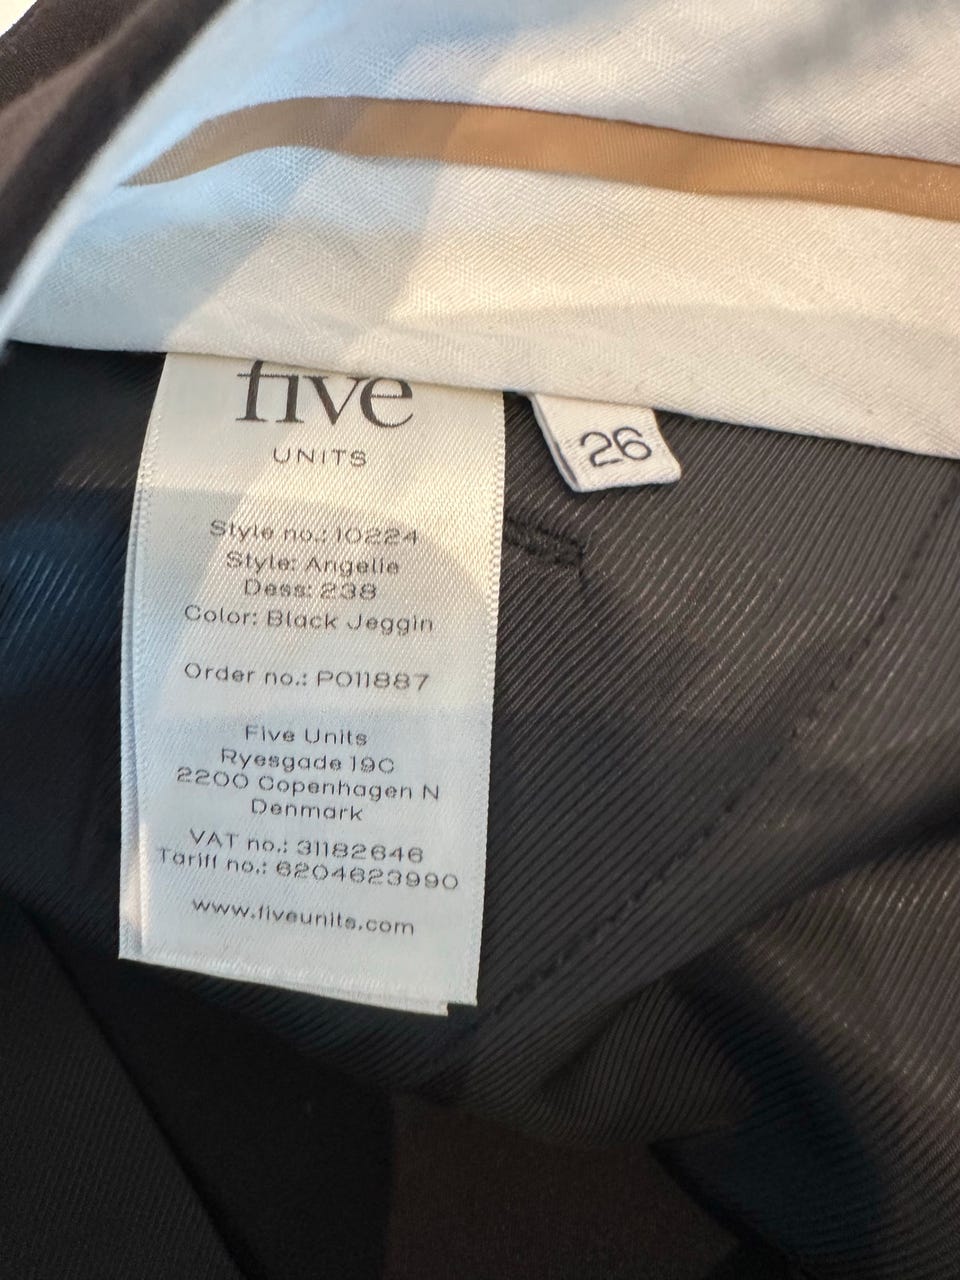 five
UNITS
26
Style no.: 10224
Style: Angelie
Dess: 238
Color: Black Jeggin
Order no.: PO11887
Five Units
Ryesgade 19C
2200 Copenhagen N
Denmark
VAT no.: 31182646
Tariff no.: 6204623990
www.fiveunits.com